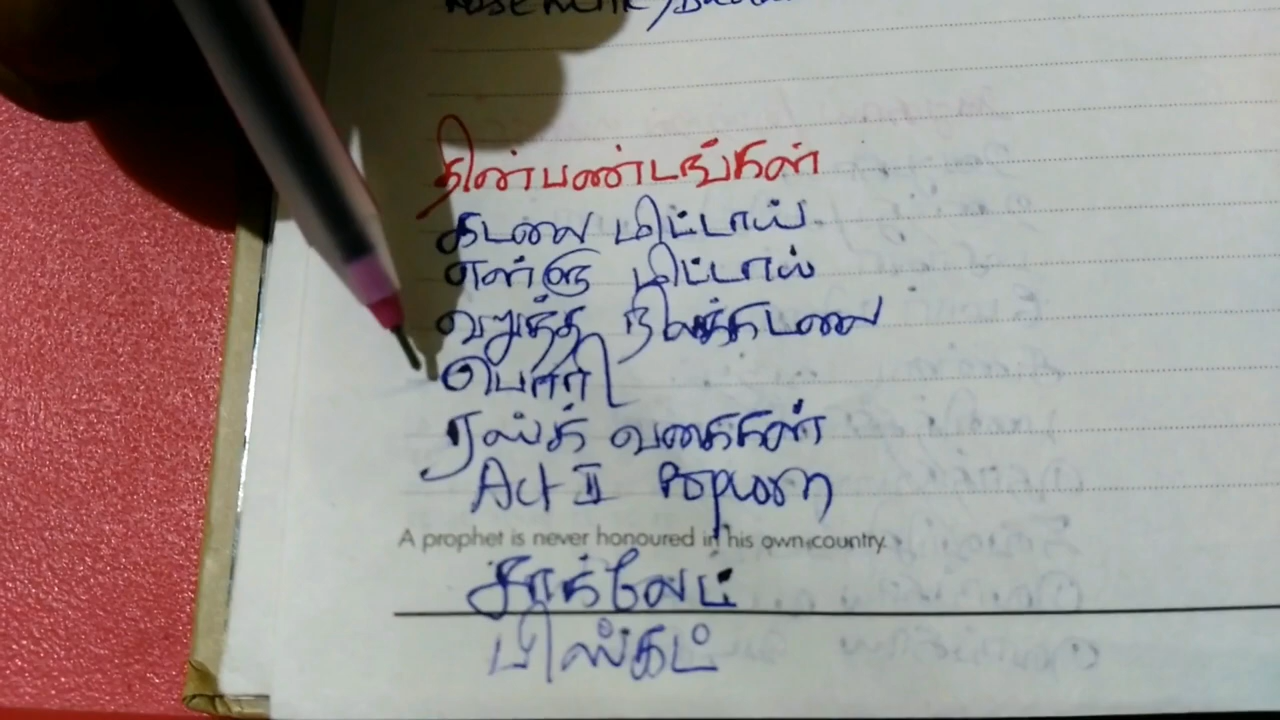 தின்பண்டங்கள்
கடலை மிட்டாய்
எள்ளு மிட்டாய்
வறுத்த நிலக்கடலை
பொரி
ரஸ்க் வகைகள்
Act II Popcorn
A prophet is never honoured in his own country.
சாக்லேட்
பிஸ்கட்